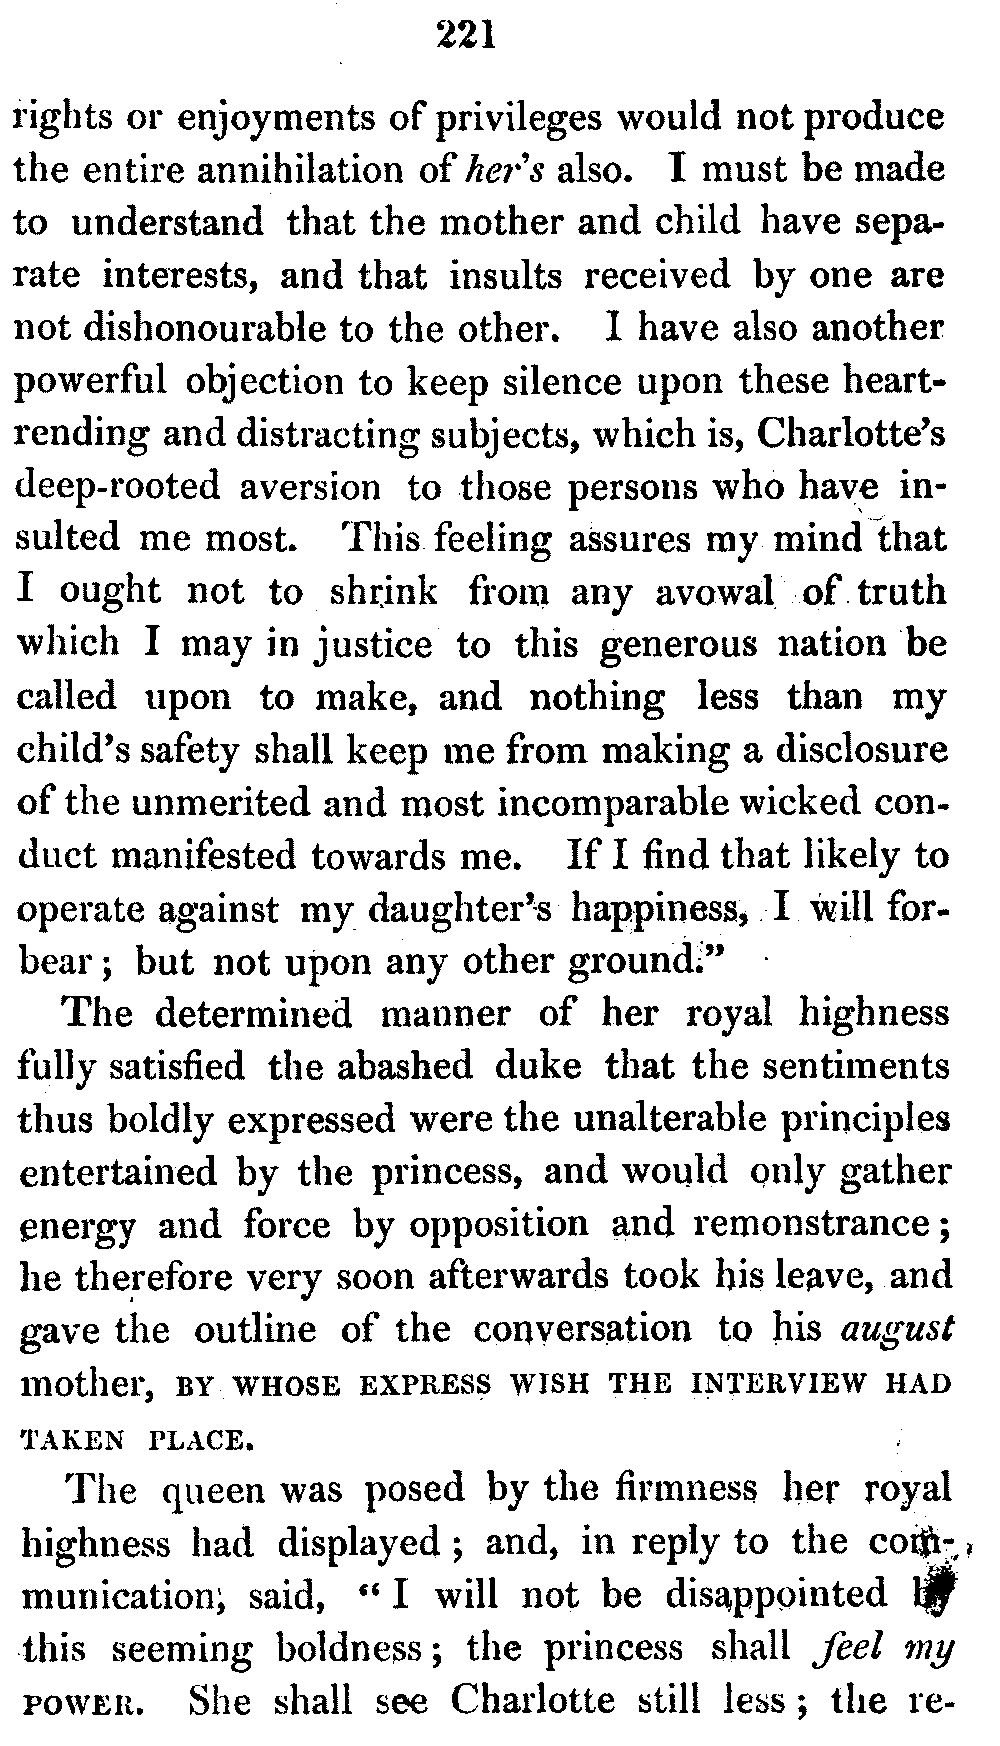 221
rights or enjoyments of privileges would not produce
the entire annihilation of her's also. I must be made
to understand that the mother and child have sepa-
rate interests, and that insults received by one are
not dishonourable to the other. I have also another
powerful objection to keep silence upon these heart-
rending and distracting subjects, which is, Charlotte's
deep-rooted aversion to those persons who have in-
sulted me most. This feeling assures my mind that
I ought not to shrink from any avowal of truth
which I may in justice to this generous nation be
called upon to make, and nothing less than my
child's safety shall keep me from making a disclosure
of the unmerited and most incomparable wicked con-
duct manifested towards me. If I find that likely to
operate against my daughter's happiness, I will for-
bear; but not upon any other ground."
The determined manner of her royal highness
fully satisfied the abashed duke that the sentiments
thus boldly expressed were the unalterable principles
entertained by the princess, and would only gather
energy and force by opposition and remonstrance;
he therefore very soon afterwards took his leave, and
gave the outline of the conversation to his august
mother, BY WHOSE EXPRESS WISH THE INTERVIEW HAD
TAKEN PLACE.
The queen was posed by the firmness her royal
highness had displayed; and, in reply to the com-
munication, said, "I will not be disappointed by
this seeming boldness; the princess shall feel my
POWER. She shall see Charlotte still less; the re-